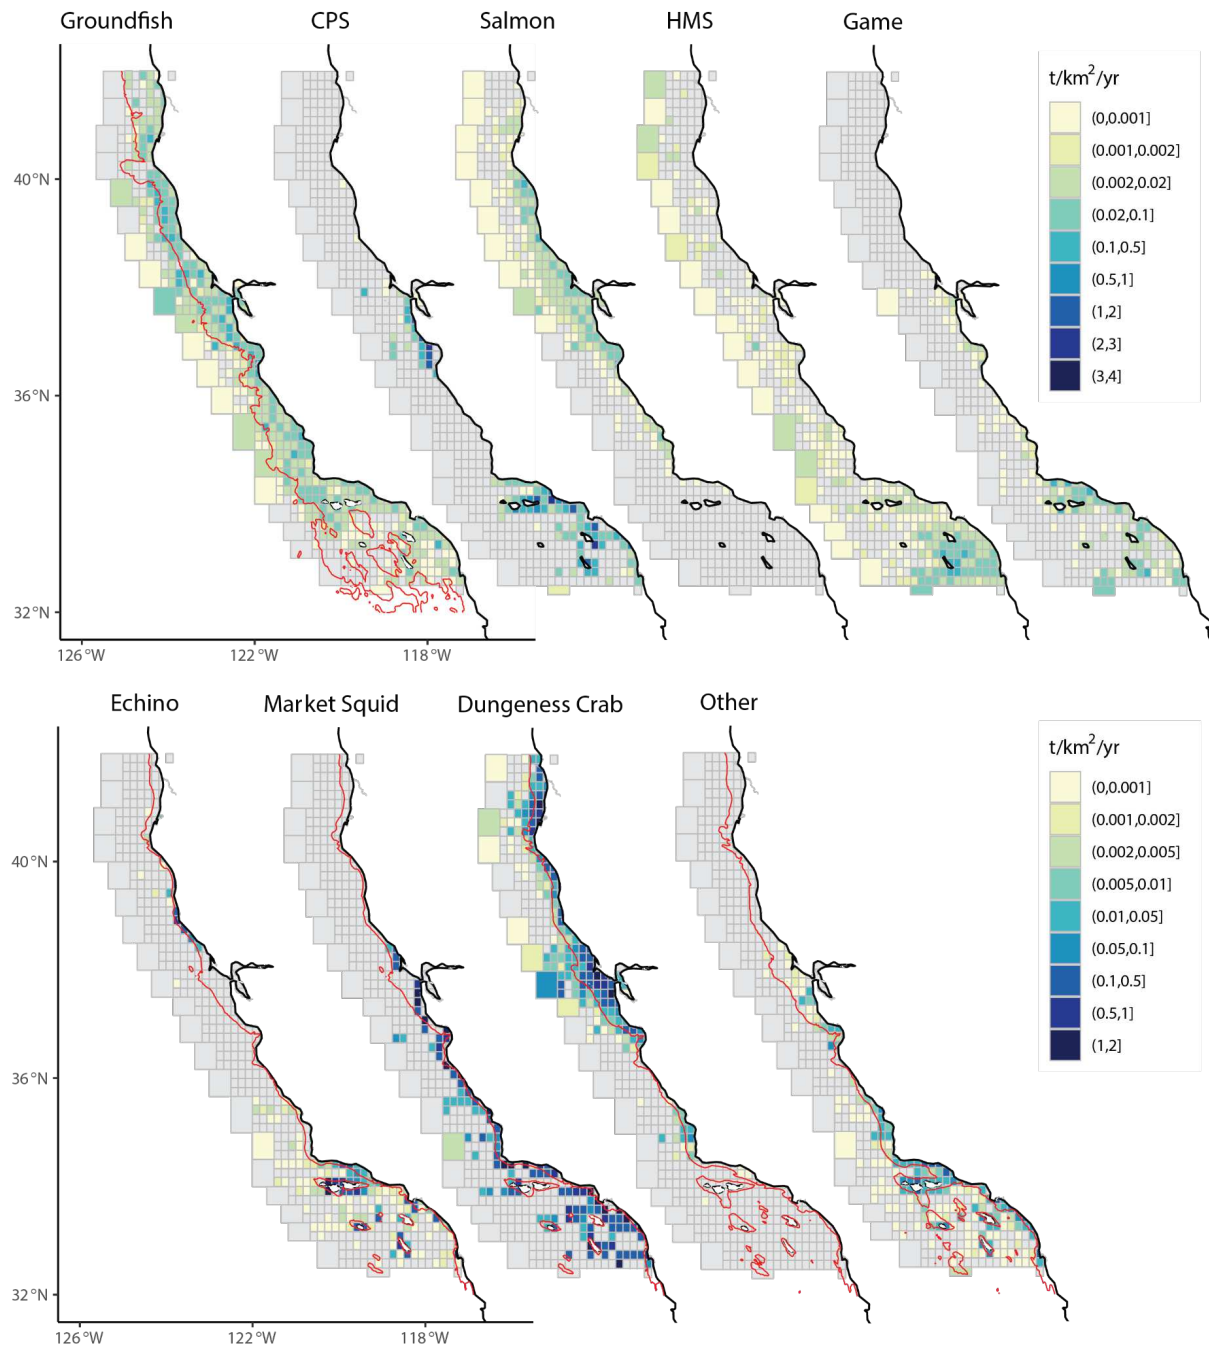 Groundfish CPS Salmon HMS Game
t/km²/yr
(0,0.001]
(0.001,0.002]
(0.002,0.02]
(0.02,0.1]
(0.1,0.5]
(0.5,1]
(1,2]
(2,3]
(3,4]
40°N
36°N
32°N
126°W 122°W 118°W
Echino Market Squid Dungeness Crab Other
t/km²/yr
(0,0.001]
(0.001,0.002]
(0.002,0.005]
(0.005,0.01]
(0.01,0.05]
(0.05,0.1]
(0.1,0.5]
(0.5,1]
(1,2]
40°N
36°N
32°N
126°W 122°W 118°W